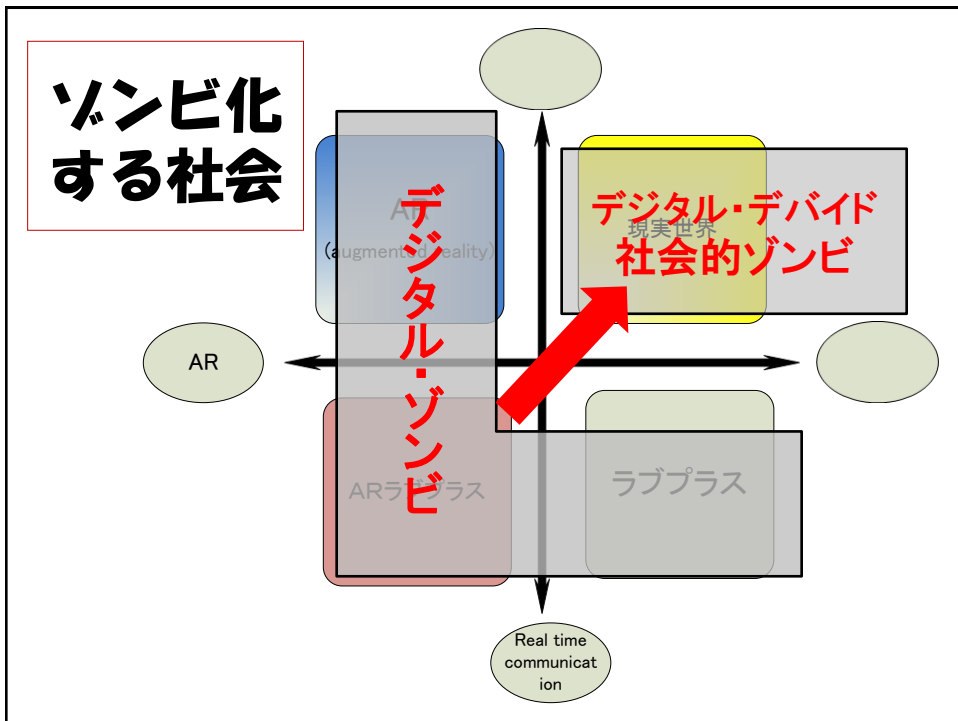 ゾンビ化
する社会
AR
(augmented reality)
デジタル・ゾンビ
デジタル・デバイド
現実世界
社会的ゾンビ
AR
ARラブプラス
ラブプラス
Real time
communicat
ion